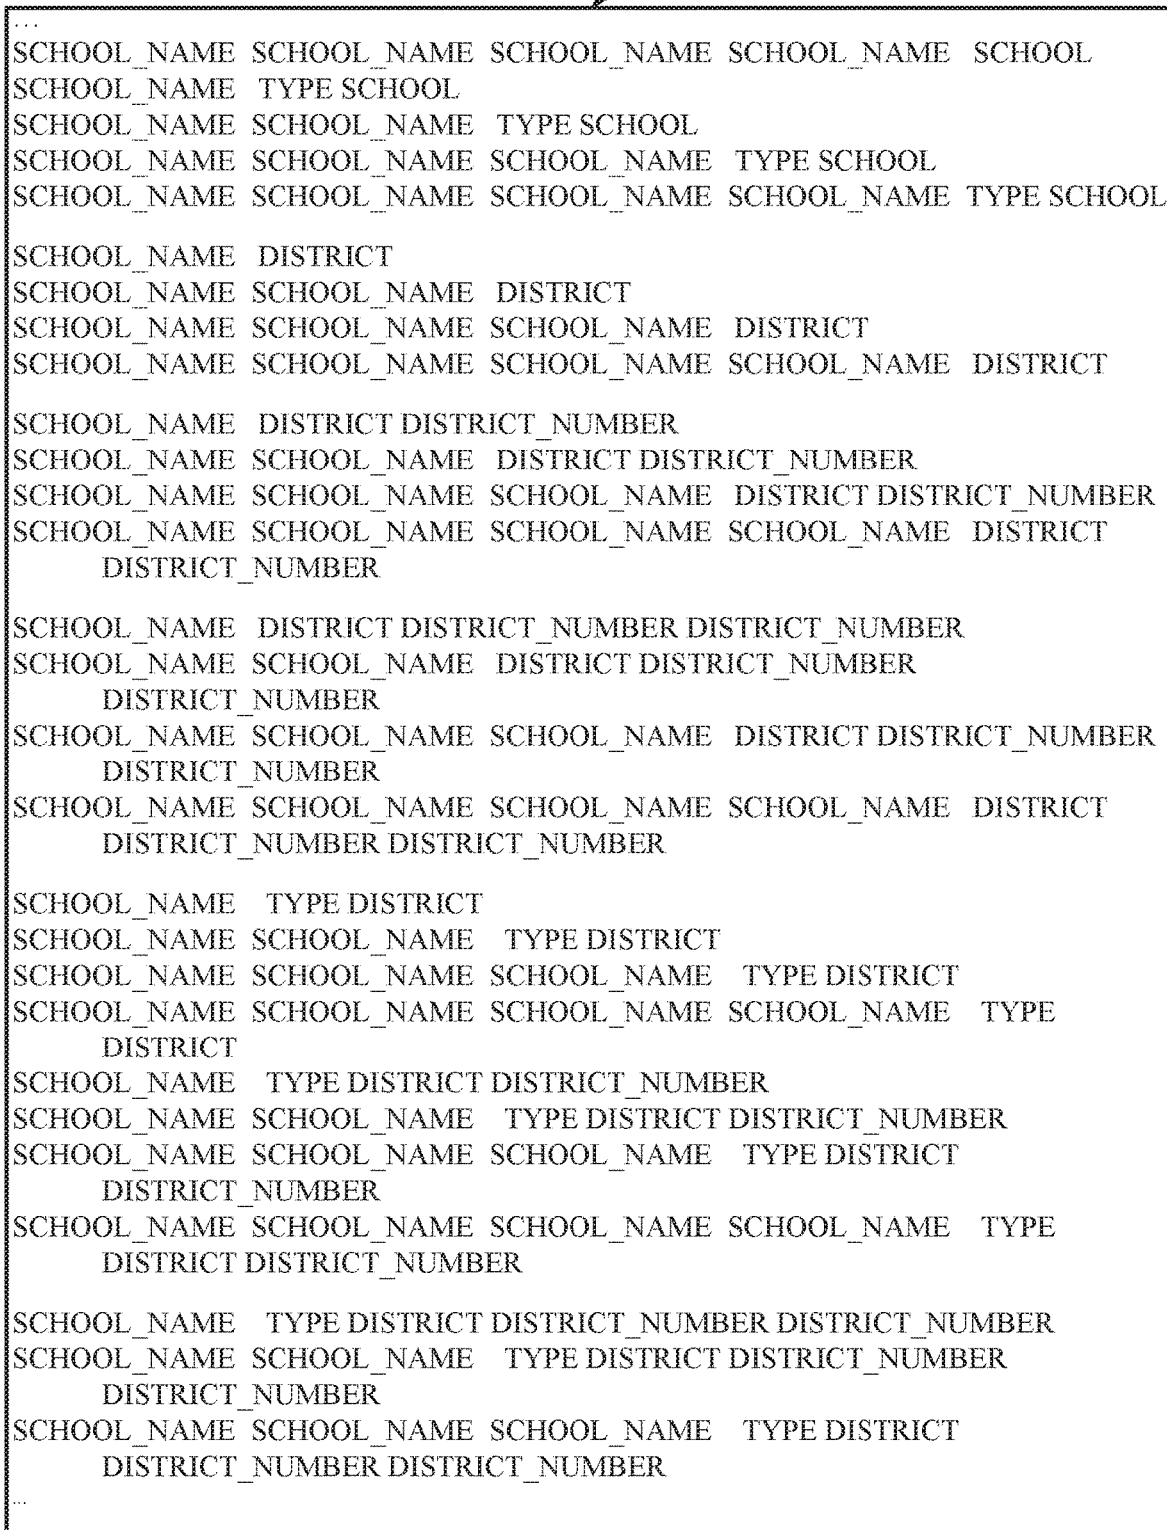 ...
SCHOOL_NAME SCHOOL_NAME SCHOOL_NAME SCHOOL_NAME SCHOOL
SCHOOL_NAME TYPE SCHOOL
SCHOOL_NAME SCHOOL_NAME TYPE SCHOOL
SCHOOL_NAME SCHOOL_NAME SCHOOL_NAME TYPE SCHOOL
SCHOOL_NAME SCHOOL_NAME SCHOOL_NAME SCHOOL_NAME TYPE SCHOOL
SCHOOL_NAME DISTRICT
SCHOOL_NAME SCHOOL_NAME DISTRICT
SCHOOL_NAME SCHOOL_NAME SCHOOL_NAME DISTRICT
SCHOOL_NAME SCHOOL_NAME SCHOOL_NAME SCHOOL_NAME DISTRICT
SCHOOL_NAME DISTRICT DISTRICT_NUMBER
SCHOOL_NAME SCHOOL_NAME DISTRICT DISTRICT_NUMBER
SCHOOL_NAME SCHOOL_NAME SCHOOL_NAME DISTRICT DISTRICT_NUMBER
SCHOOL_NAME SCHOOL_NAME SCHOOL_NAME SCHOOL_NAME DISTRICT
DISTRICT_NUMBER
SCHOOL_NAME DISTRICT DISTRICT_NUMBER DISTRICT_NUMBER
SCHOOL_NAME SCHOOL_NAME DISTRICT DISTRICT_NUMBER
DISTRICT_NUMBER
SCHOOL_NAME SCHOOL_NAME SCHOOL_NAME DISTRICT DISTRICT_NUMBER
DISTRICT_NUMBER
SCHOOL_NAME SCHOOL_NAME SCHOOL_NAME SCHOOL_NAME DISTRICT
DISTRICT_NUMBER DISTRICT_NUMBER
SCHOOL_NAME TYPE DISTRICT
SCHOOL_NAME SCHOOL_NAME TYPE DISTRICT
SCHOOL_NAME SCHOOL_NAME SCHOOL_NAME TYPE DISTRICT
SCHOOL_NAME SCHOOL_NAME SCHOOL_NAME SCHOOL_NAME TYPE
DISTRICT
SCHOOL_NAME TYPE DISTRICT DISTRICT_NUMBER
SCHOOL_NAME SCHOOL_NAME TYPE DISTRICT DISTRICT_NUMBER
SCHOOL_NAME SCHOOL_NAME SCHOOL_NAME TYPE DISTRICT
DISTRICT_NUMBER
SCHOOL_NAME SCHOOL_NAME SCHOOL_NAME SCHOOL_NAME TYPE
DISTRICT DISTRICT_NUMBER
SCHOOL_NAME TYPE DISTRICT DISTRICT_NUMBER DISTRICT_NUMBER
SCHOOL_NAME SCHOOL_NAME TYPE DISTRICT DISTRICT_NUMBER
DISTRICT_NUMBER
SCHOOL_NAME SCHOOL_NAME SCHOOL_NAME TYPE DISTRICT
DISTRICT_NUMBER DISTRICT_NUMBER
...